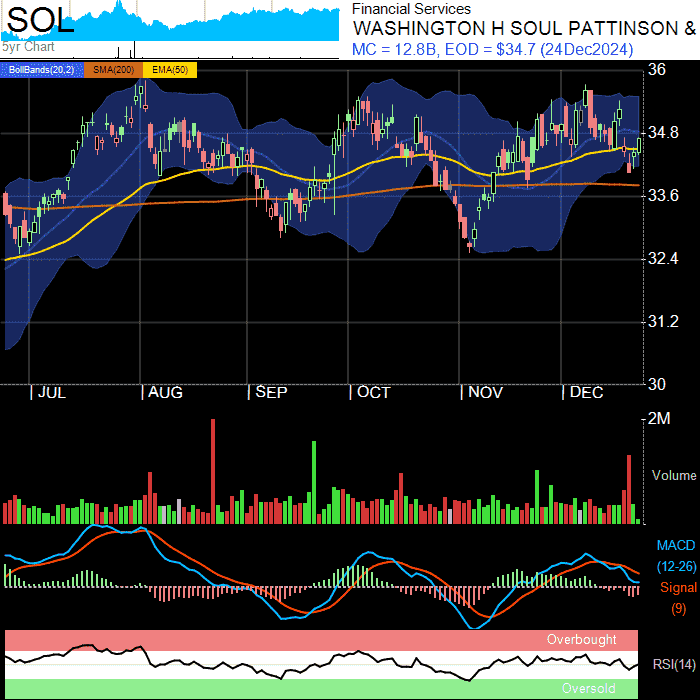 SOL
5yr Chart
Financial Services
WASHINGTON H SOUL PATTINSON &
MC = 12.8B, EOD = $34.7 (24Dec2024)
BollBands(20,2) SMA(200) EMA(50)
36
34.8
33.6
32.4
31.2
30
JUL AUG SEP OCT NOV DEC
2M
Volume
MACD
(12-26)
Signal
(9)
Overbought
RSI(14)
Oversold